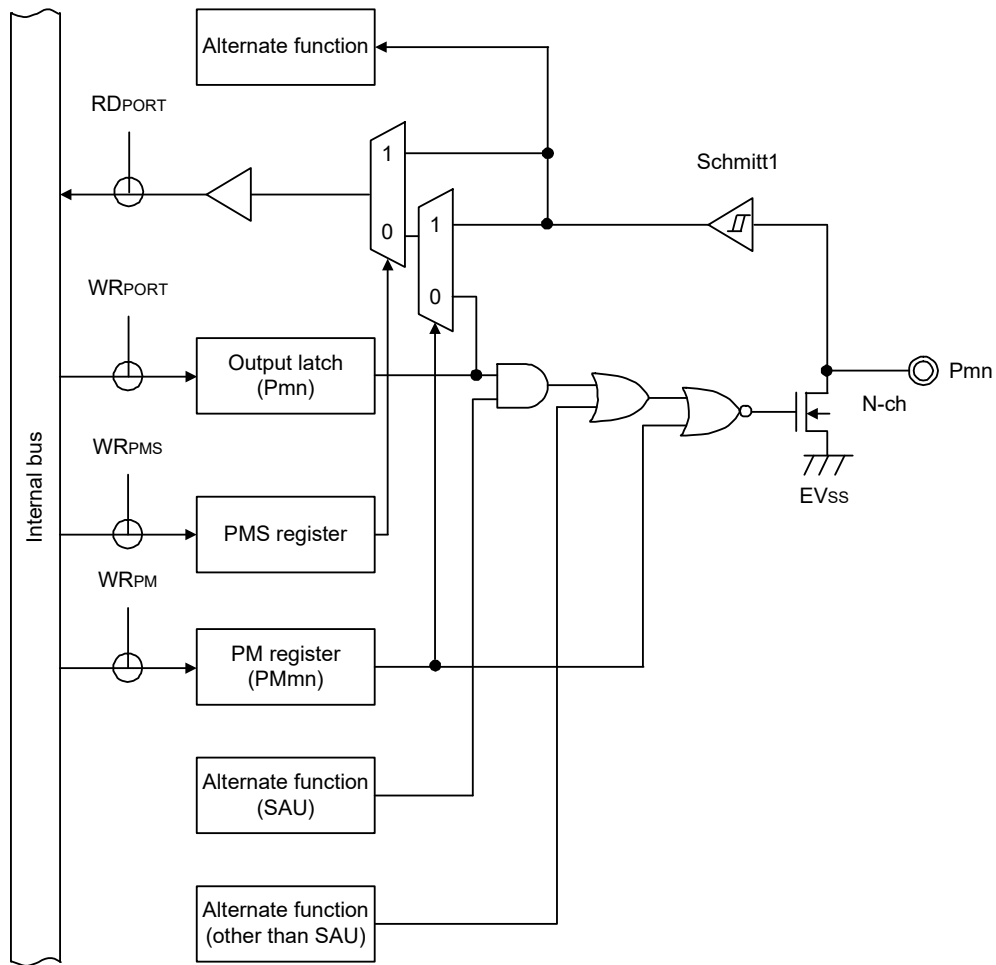 Alternate function
RDPORT
1
0
1
0
Schmitt1
WRPORT
Output latch
(Pmn)
Pmn
N-ch
EVSS
WRPMS
PMS register
WRPM
PM register
(PMmn)
Internal bus
Alternate function
(SAU)
Alternate function
(other than SAU)